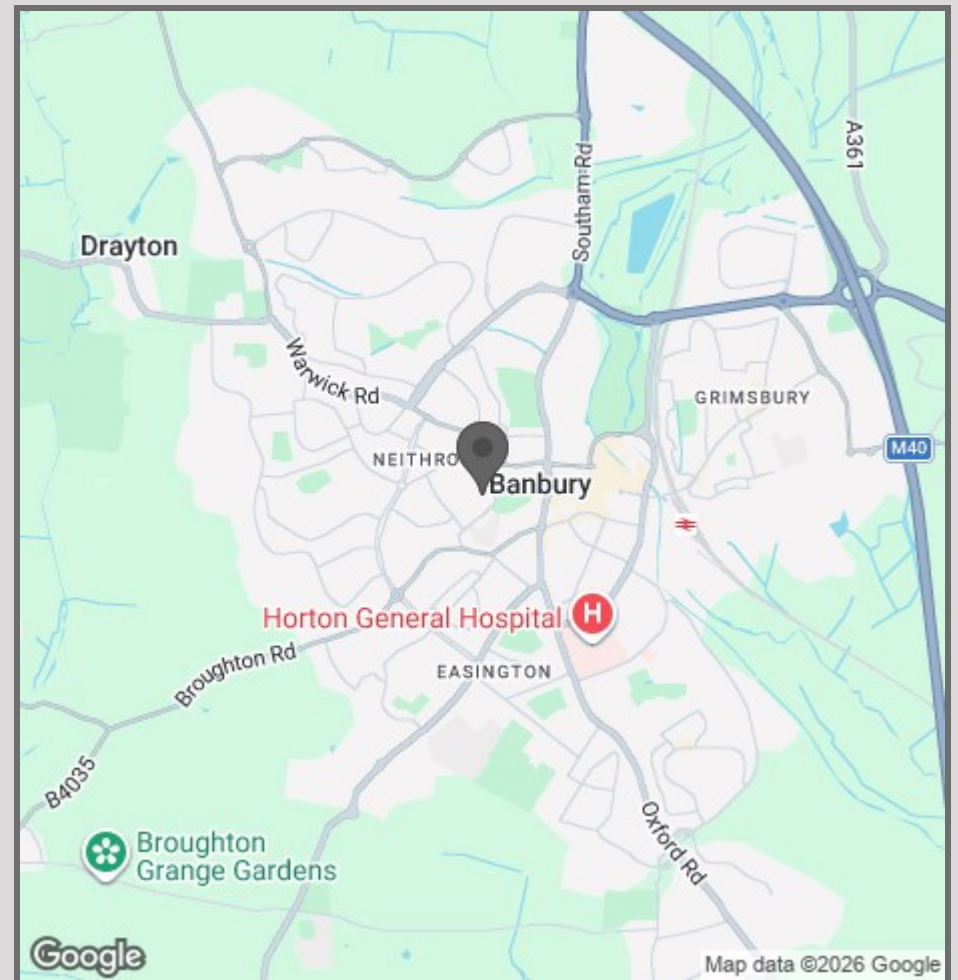 A361
Southam Rd
Drayton
Warwick Rd
GRIMSBURY
M40
NEITHRO
Banbury
Horton General Hospital
H
Broughton Rd
EASINGTON
B4035
Oxford Rd
Broughton
Grange Gardens
Google
Map data ©2026 Google